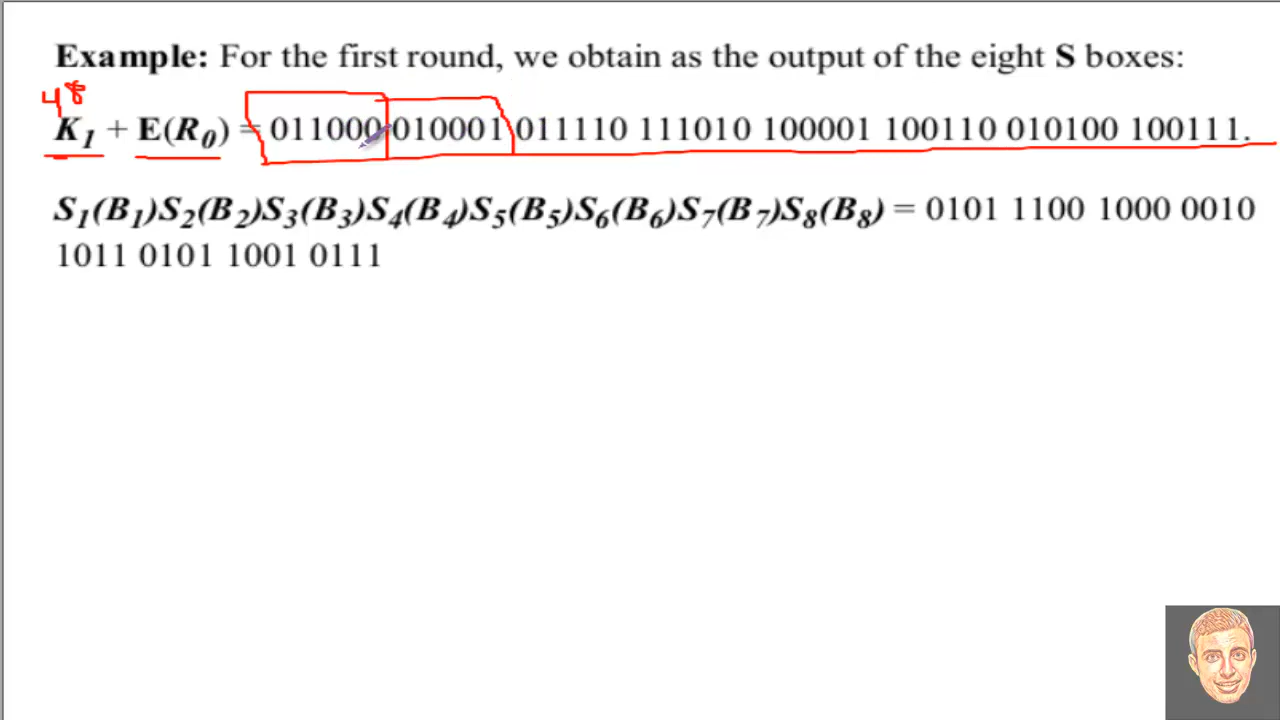 Example: For the first round, we obtain as the output of the eight S boxes:
48
K1 + E(R0) = 011000 010001 011110 111010 100001 100110 010100 100111.
S1(B1)S2(B2)S3(B3)S4(B4)S5(B5)S6(B6)S7(B7)S8(B8) = 0101 1100 1000 0010
1011 0101 1001 0111